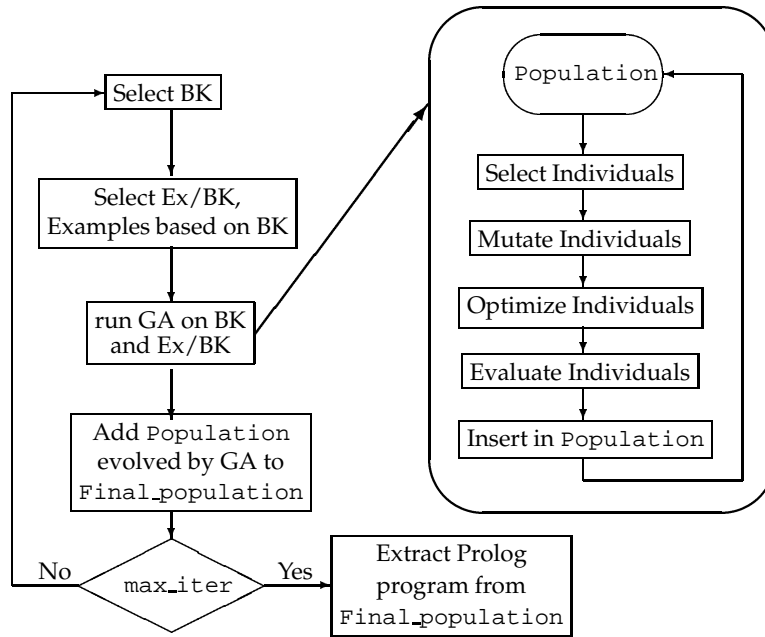 Select BK
Select Ex/BK,
Examples based on BK
run GA on BK
and Ex/BK
Add Population
evolved by GA to
Final_population
max_iter
No
Yes
Extract Prolog
program from
Final_population
Population
Select Individuals
Mutate Individuals
Optimize Individuals
Evaluate Individuals
Insert in Population